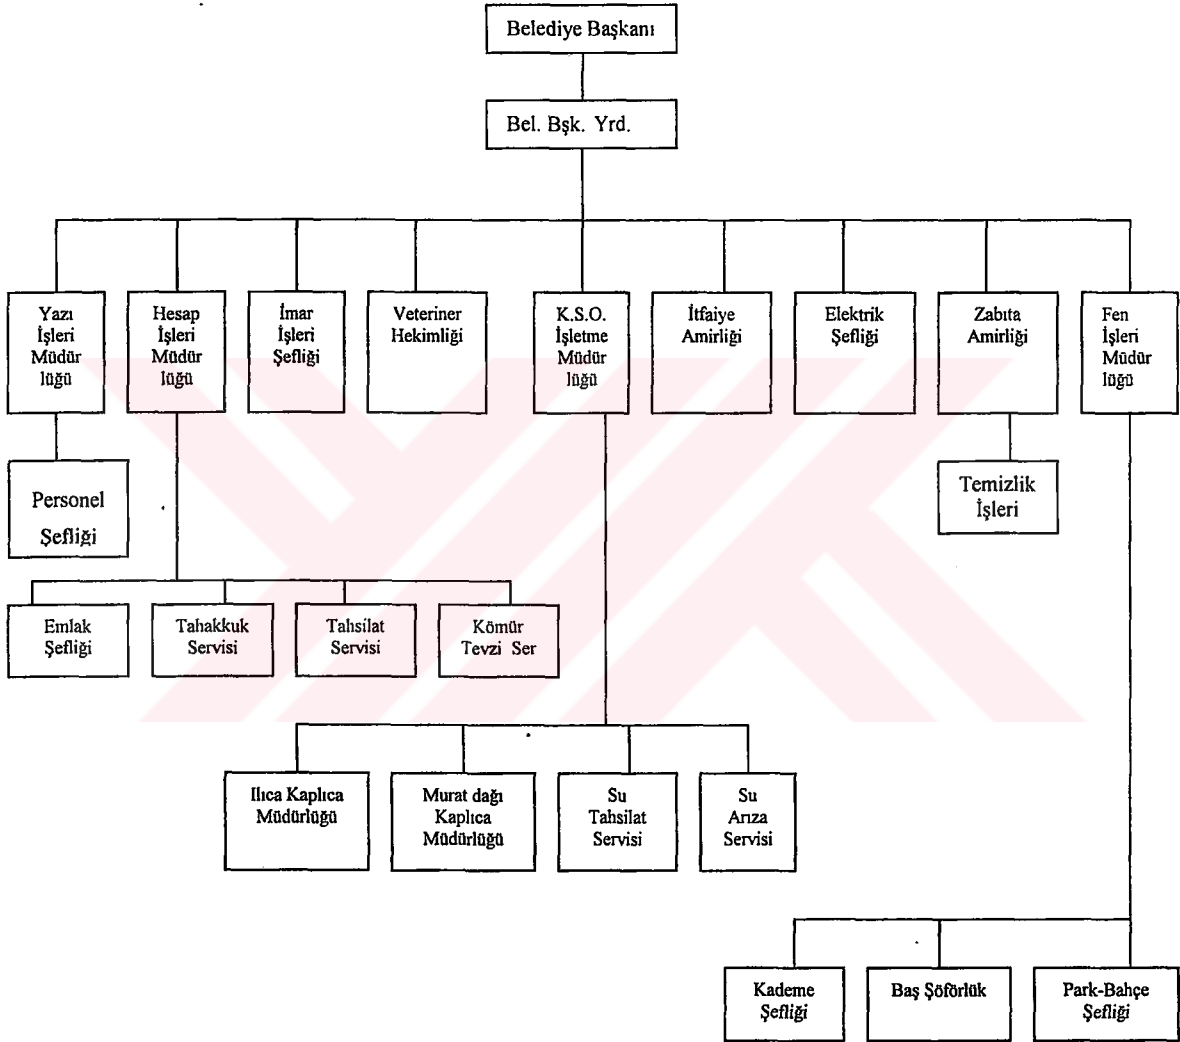 Belediye Başkanı
Bel. Bşk. Yrd.
Yazı
İşleri
Müdür
lüğü
Hesap
İşleri
Müdür
lüğü
İmar
İşleri
Şefliği
Veteriner
Hekimliği
K.S.O.
İşletme
Müdür
lüğü
İtfaiye
Amirliği
Elektrik
Şefliği
Zabıta
Amirliği
Fen
İşleri
Müdür
lüğü
Personel
Şefliği
Temizlik
İşleri
Emlak
Şefliği
Tahakkuk
Servisi
Tahsilat
Servisi
Kömür
Tevzi Ser
Ilıca Kaplıca
Müdürlüğü
Murat dağı
Kaplıca
Müdürlüğü
Su
Tahsilat
Servisi
Su
Arıza
Servisi
Kademe
Şefliği
Baş Şöförlük
Park-Bahçe
Şefliği